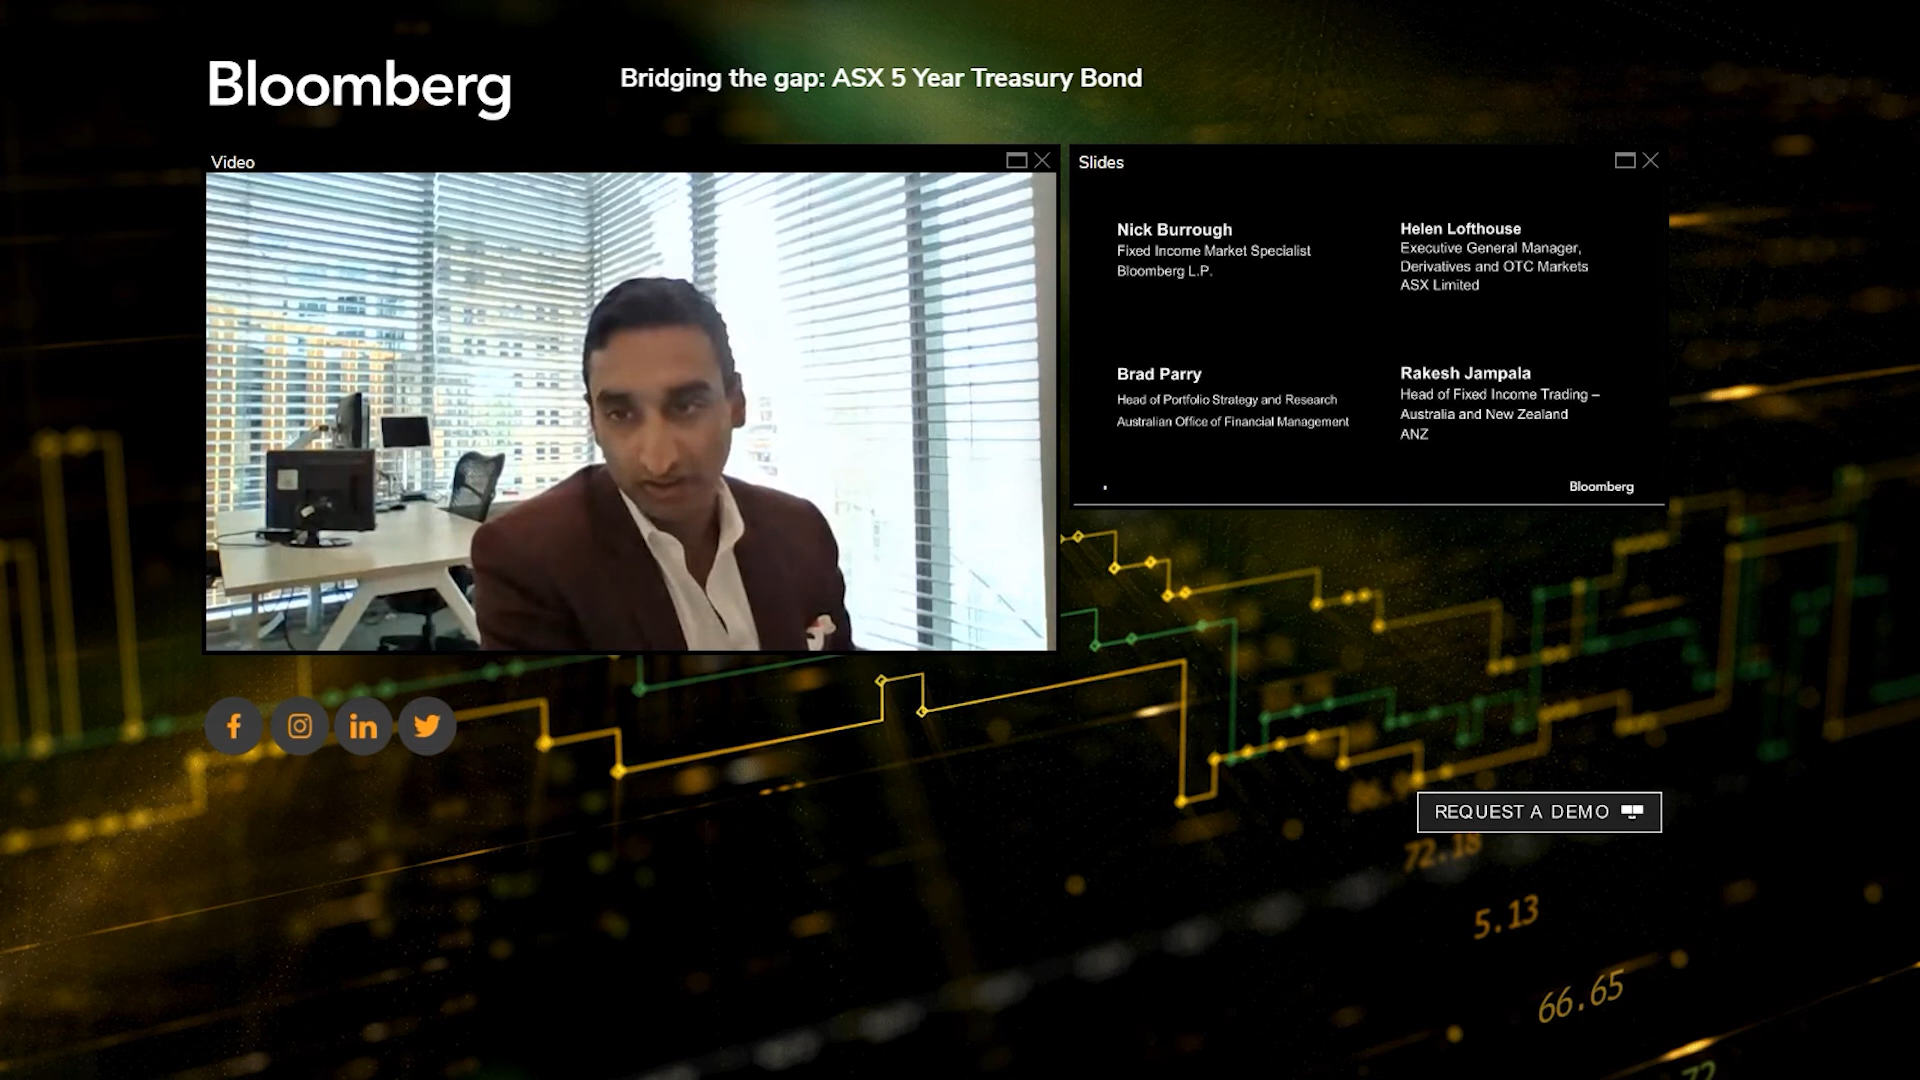 Bloomberg
Bridging the gap: ASX 5 Year Treasury Bond
Video
Slides
Nick Burrough
Fixed Income Market Specialist
Bloomberg L.P.
Helen Lofthouse
Executive General Manager,
Derivatives and OTC Markets
ASX Limited
Brad Parry
Head of Portfolio Strategy and Research
Australian Office of Financial Management
Rakesh Jampala
Head of Fixed Income Trading –
Australia and New Zealand
ANZ
Bloomberg
REQUEST A DEMO
72.18
5.13
66.65
72